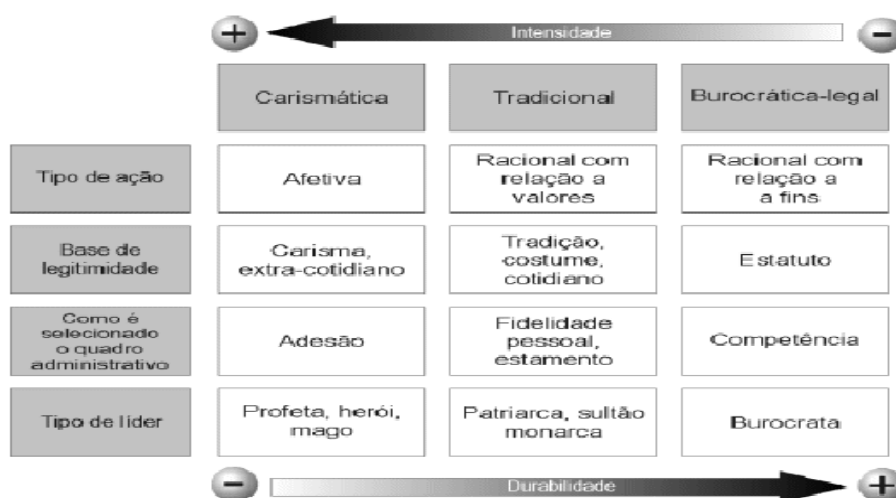 + Intensidade -
Carismática
Tradicional
Burocrática-legal
Tipo de ação
Afetiva
Racional com
relação a
valores
Racional com
relação a
a fins
Base de
legitimidade
Carisma,
extra-cotidiano
Tradição,
costume,
cotidiano
Estatuto
Como é
selecionado
o quadro
administrativo
Adesão
Fidelidade
pessoal,
estamento
Competência
Tipo de líder
Profeta, herói,
mago
Patriarca, sultão
monarca
Burocrata
- Durabilidade +